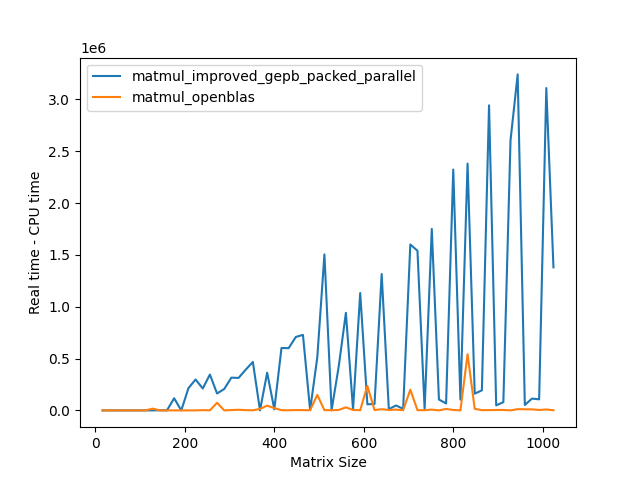 1e6
matmul_improved_gepb_packed_parallel
matmul_openblas
3.0
2.5
2.0
1.5
1.0
0.5
0.0
Real time - CPU time
0 200 400 600 800 1000
Matrix Size